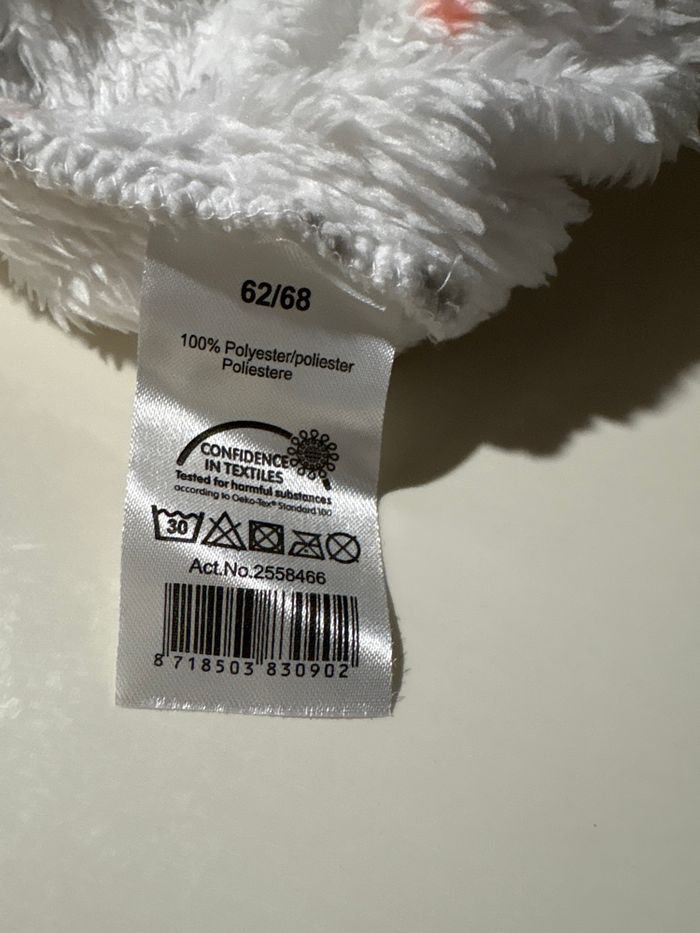 62/68
100% Polyester/poliester
Poliestere
CONFIDENCE
IN TEXTILES
Tested for harmful substances
according to Oeko-Tex® Standard 100
30
Act.No.2558466
8 718503 830902